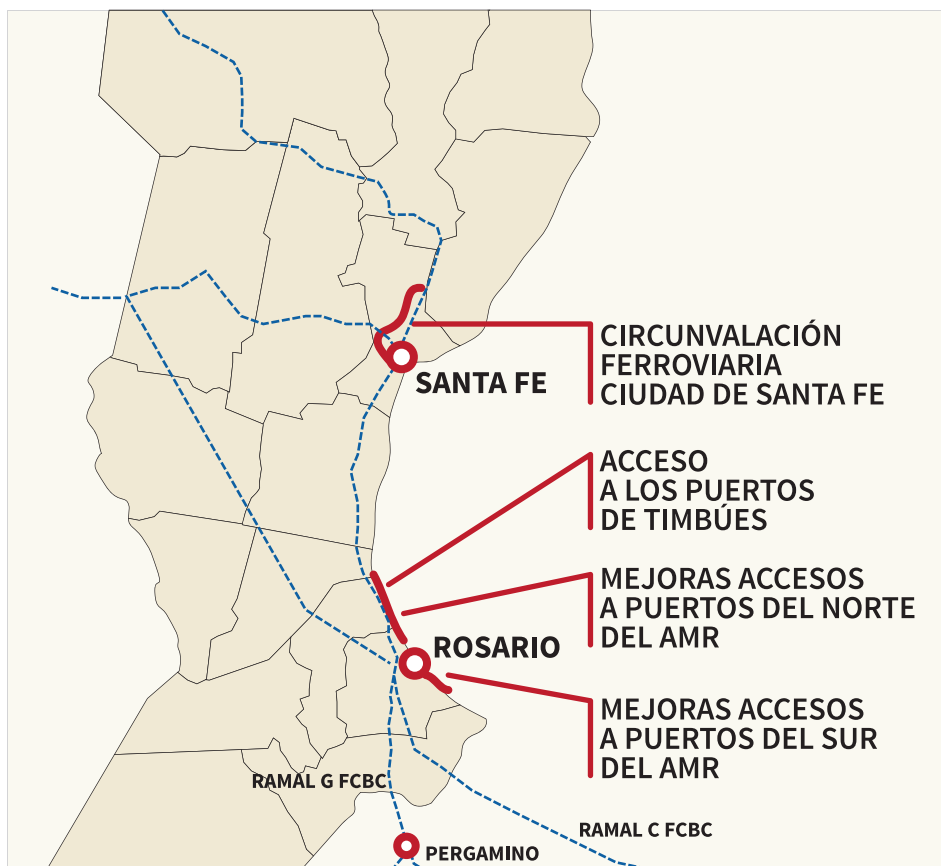 CIRCUNVALACIÓN
FERROVIARIA
CIUDAD DE SANTA FE
SANTA FE
ACCESO
A LOS PUERTOS
DE TIMBÚES
MEJORAS ACCESOS
A PUERTOS DEL NORTE
DEL AMR
ROSARIO
MEJORAS ACCESOS
A PUERTOS DEL SUR
DEL AMR
RAMAL G FCBC
RAMAL C FCBC
PERGAMINO